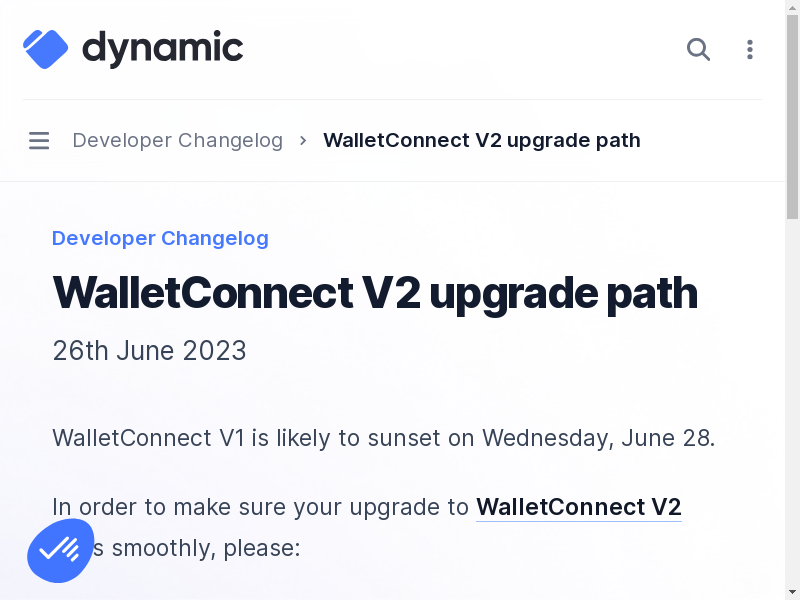 dynamic
Developer Changelog > WalletConnect V2 upgrade path
Developer Changelog
WalletConnect V2 upgrade path
26th June 2023
WalletConnect V1 is likely to sunset on Wednesday, June 28.
In order to make sure your upgrade to WalletConnect V2
smoothly, please: